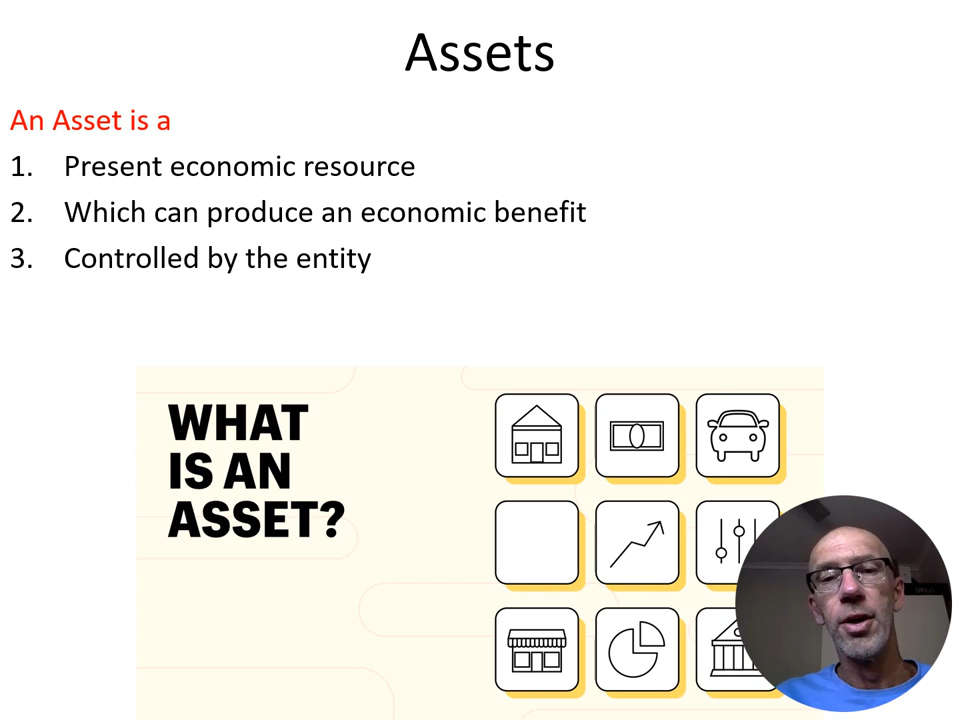 Assets
An Asset is a
1. Present economic resource
2. Which can produce an economic benefit
3. Controlled by the entity
WHAT
IS AN
ASSET?